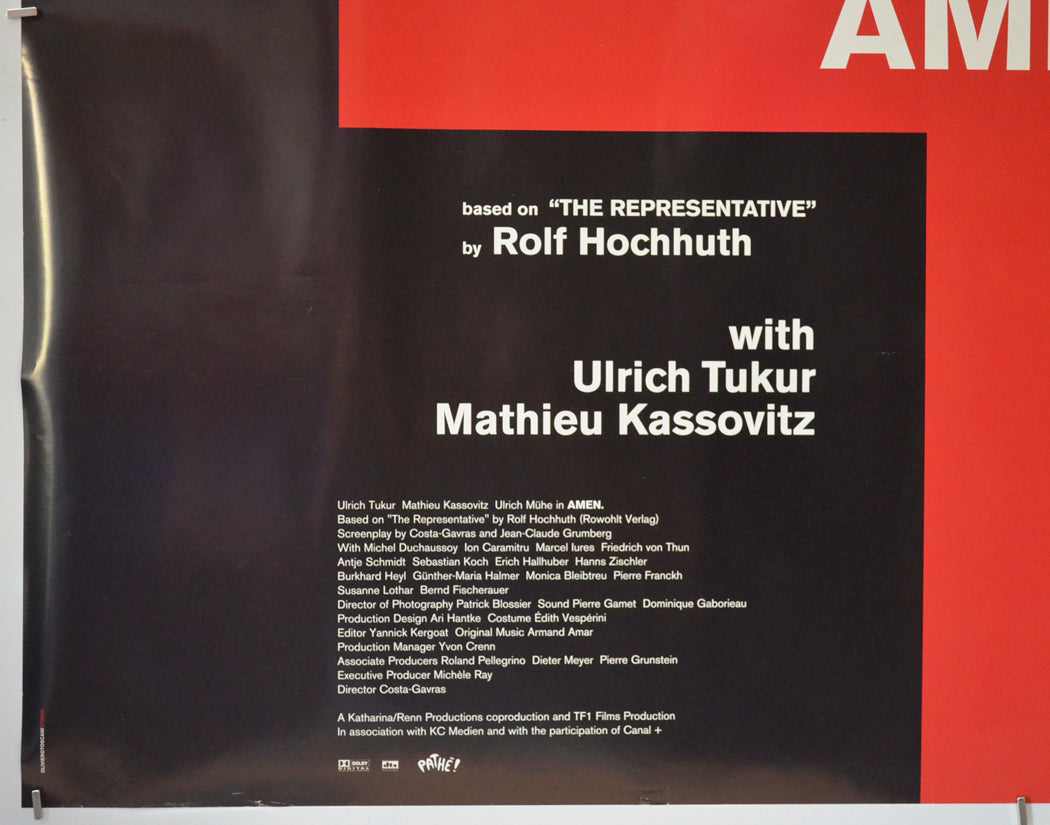 AM
based on “THE REPRESENTATIVE”
by Rolf Hochhuth
with
Ulrich Tukur
Mathieu Kassovitz
Ulrich Tukur Mathieu Kassovitz Ulrich Mühe in AMEN.
Based on "The Representative" by Rolf Hochhuth (Rowohlt Verlag)
Screenplay by Costa-Gavras and Jean-Claude Grumberg
With Michel Duchaussoy Ion Caramitru Marcel Iures Friedrich von Thun
Antje Schmidt Sebastian Koch Erich Hallhuber Hanns Zischler
Burkhard Heyl Günther-Maria Halmer Monica Bleibtreu Pierre Franckh
Susanne Lothar Bernd Fischerauer
Director of Photography Patrick Blossier Sound Pierre Gamet Dominique Gaborieau
Production Design Ari Hantke Costume Édith Vespérini
Editor Yannick Kergoat Original Music Armand Amar
Production Manager Yvon Crenn
Associate Producers Roland Pellegrino Dieter Meyer Pierre Grunstein
Executive Producer Michèle Ray
Director Costa-Gavras
A Katharina/Renn Productions coproduction and TF1 Films Production
In association with KC Medien and with the participation of Canal +
DOLBY DIGITAL dts PATHÉ!
OLIVIEROTOSCANI